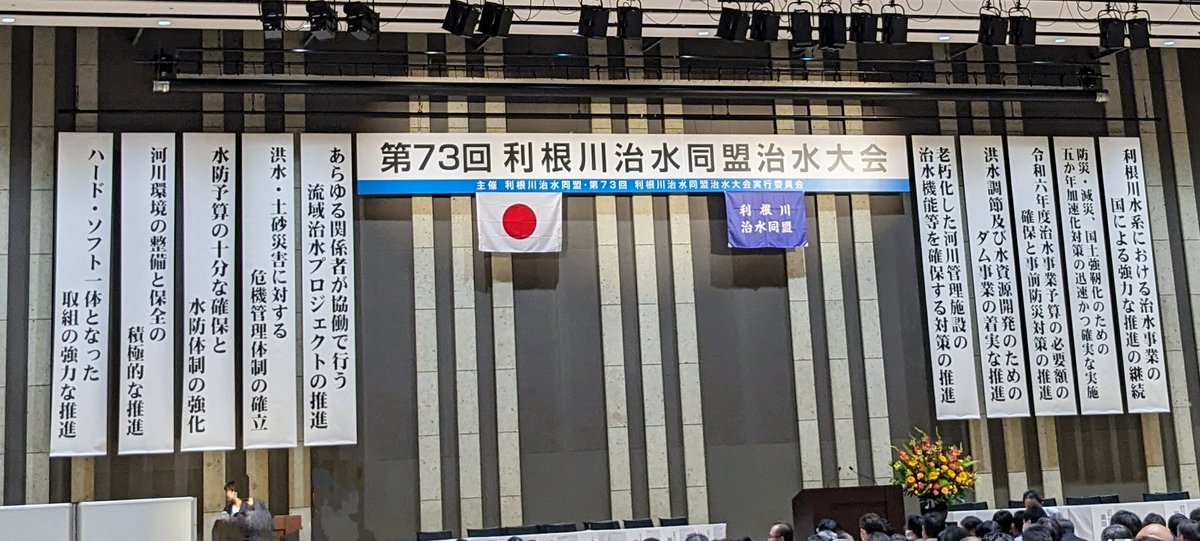 第73回 利根川治水同盟治水大会
主催 利根川治水同盟・第73回 利根川治水同盟治水大会実行委員会
利根川
治水同盟
利根川水系における治水事業の
国による強力な推進の継続
防災・減災、国土強靭化のための
五か年加速化対策の迅速かつ確実な実施
令和六年度治水事業予算の必要額の
確保と事前防災対策の推進
洪水調節及び水資源開発のための
ダム事業の着実な推進
老朽化した河川管理施設の
治水機能等を確保する対策の推進
あらゆる関係者が協働で行う
流域治水プロジェクトの推進
洪水・土砂災害に対する
危機管理体制の確立
水防予算の十分な確保と
水防体制の強化
河川環境の整備と保全の
積極的な推進
ハード・ソフト一体となった
取組の強力な推進